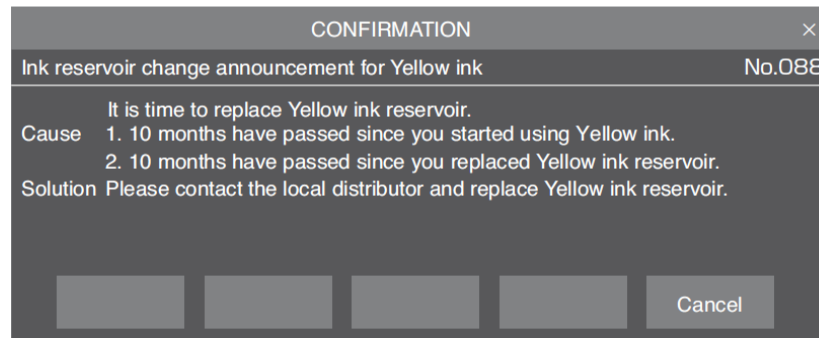 CONFIRMATION ×
Ink reservoir change announcement for Yellow ink No.088
It is time to replace Yellow ink reservoir.
Cause 1. 10 months have passed since you started using Yellow ink.
2. 10 months have passed since you replaced Yellow ink reservoir.
Solution Please contact the local distributor and replace Yellow ink reservoir.
Cancel